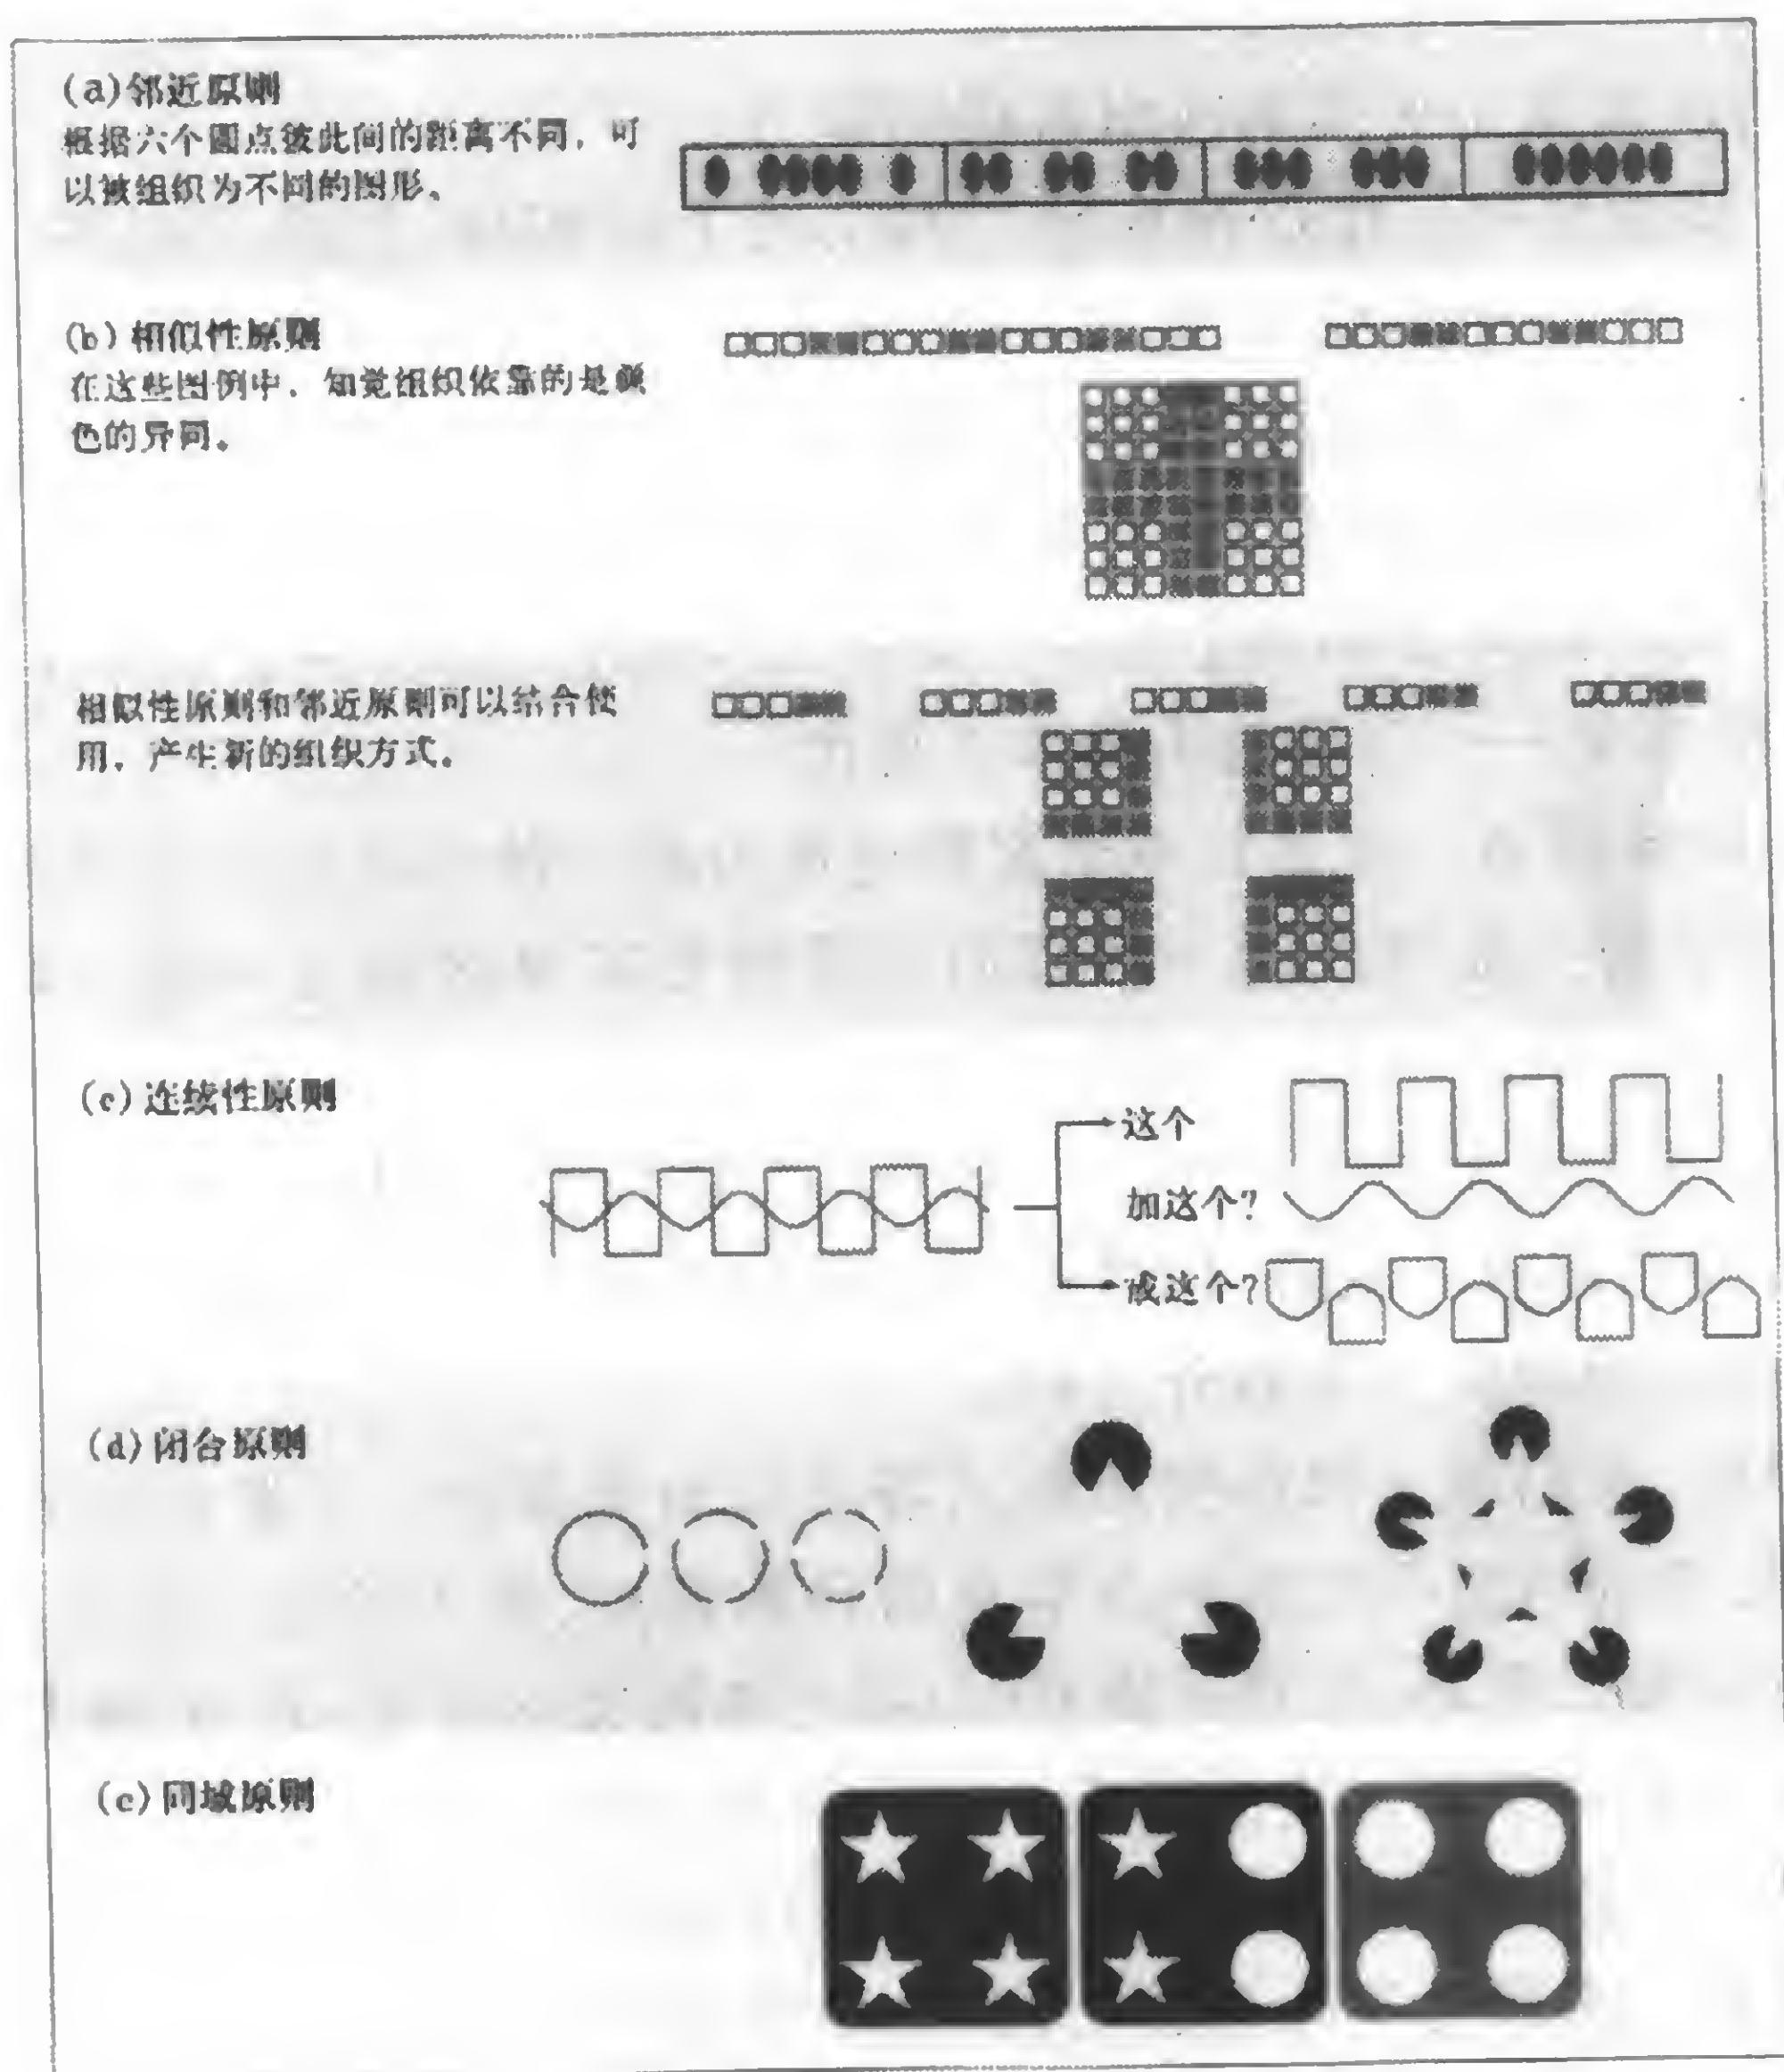 (a)邻近原则
根据六个圆点彼此间的距离不同，可
以被组织为不同的图形。
(b)相似性原则
在这些图例中，知觉组织依靠的是颜
色的异同。
相似性原则和邻近原则可以结合使
用，产生新的组织方式。
(c)连续性原则
这个
加这个?
或这个?
(d)闭合原则
(e)同域原则